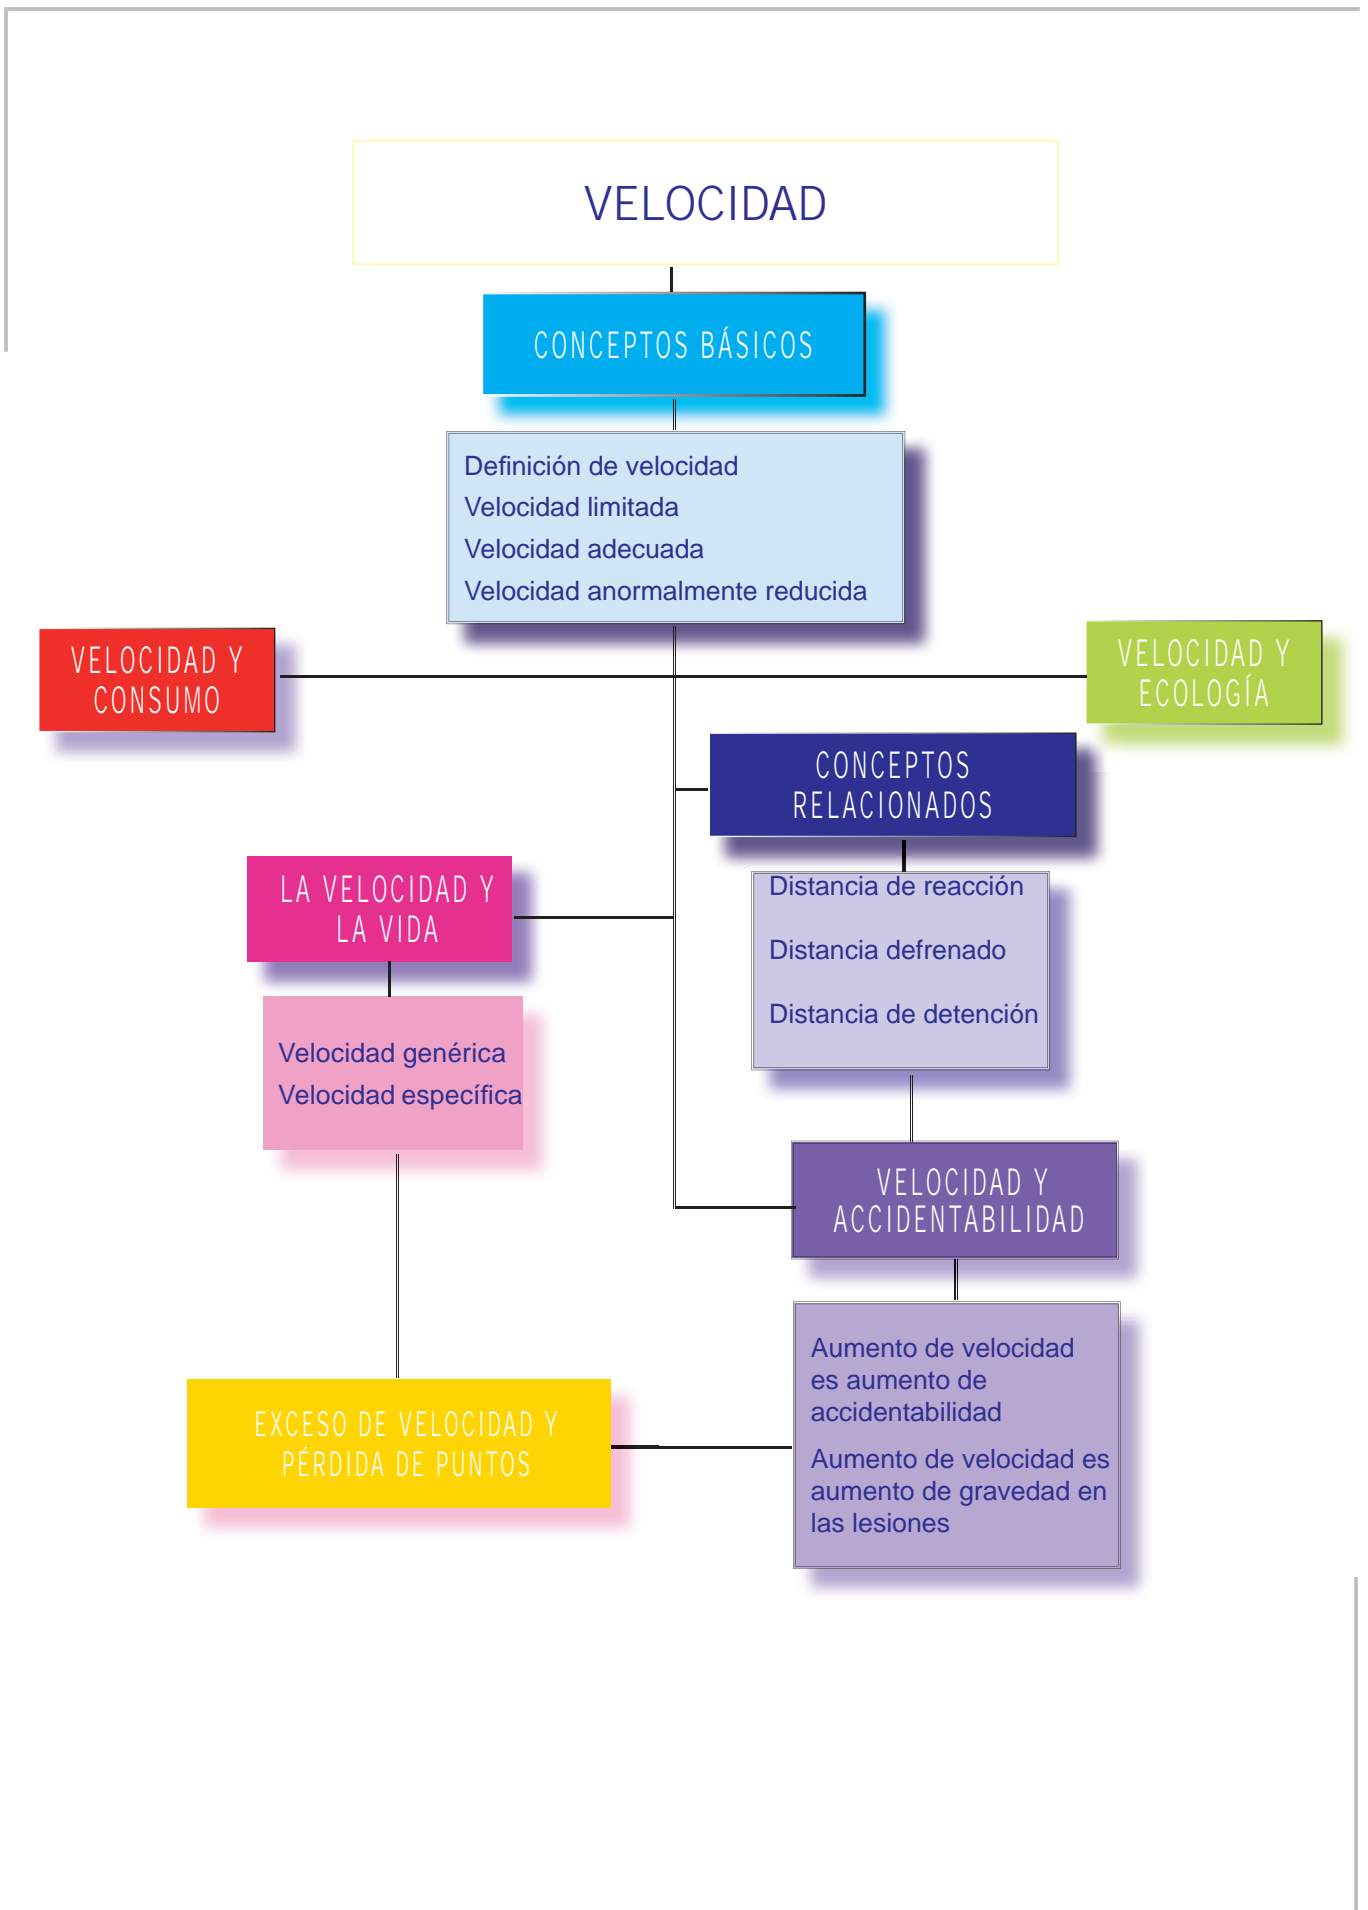 VELOCIDAD
CONCEPTOS BÁSICOS
Definición de velocidad
Velocidad limitada
Velocidad adecuada
Velocidad anormalmente reducida
VELOCIDAD Y
CONSUMO
VELOCIDAD Y
ECOLOGÍA
CONCEPTOS
RELACIONADOS
Distancia de reacción
Distancia defrenado
Distancia de detención
LA VELOCIDAD Y
LA VIDA
Velocidad genérica
Velocidad específica
VELOCIDAD Y
ACCIDENTABILIDAD
Aumento de velocidad
es aumento de
accidentabilidad
Aumento de velocidad es
aumento de gravedad en
las lesiones
EXCESO DE VELOCIDAD Y
PÉRDIDA DE PUNTOS